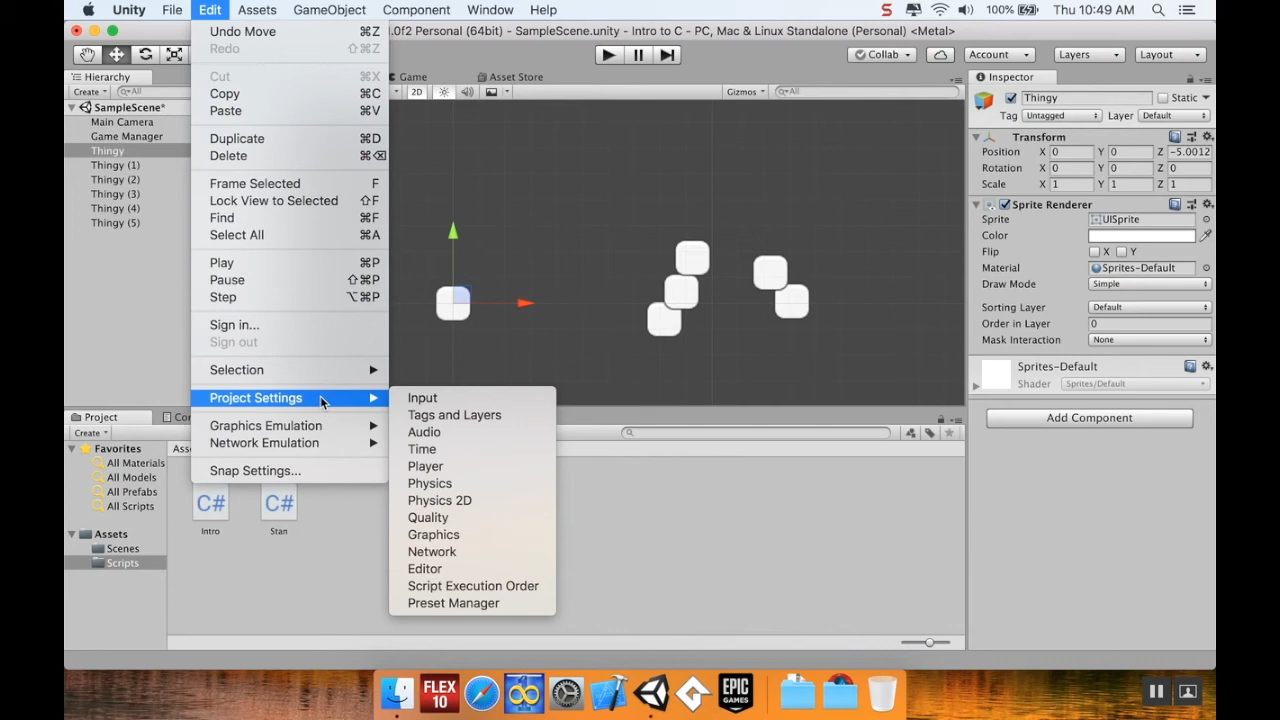 Unity File Edit Assets GameObject Component Window Help 100% Thu 10:49 AM
1.0f2 Personal (64bit) - SampleScene.unity - Intro to C - PC, Mac & Linux Standalone (Personal) <Metal>
Collab Account Layers Layout
Hierarchy
Create All
SampleScene*
Main Camera
Game Manager
Thingy
Thingy (1)
Thingy (2)
Thingy (3)
Thingy (4)
Thingy (5)
Undo Move ⌘Z
Redo ⇧⌘Z
Cut ⌘X
Copy ⌘C
Paste ⌘V
Duplicate ⌘D
Delete ⌘⌫
Frame Selected F
Lock View to Selected ⇧F
Find ⌘F
Select All ⌘A
Play ⌘P
Pause ⇧⌘P
Step ⌥⌘P
Sign in...
Sign out
Selection
Project Settings
Graphics Emulation
Network Emulation
Snap Settings...
Input
Tags and Layers
Audio
Time
Player
Physics
Physics 2D
Quality
Graphics
Network
Editor
Script Execution Order
Preset Manager
Game Asset Store
2D Gizmos All
Inspector
Thingy Static
Tag Untagged Layer Default
Transform
Position X 0 Y 0 Z -5.0012
Rotation X 0 Y 0 Z 0
Scale X 1 Y 1 Z 1
Sprite Renderer
Sprite UISprite
Color
Flip X Y
Material Sprites-Default
Draw Mode Simple
Sorting Layer Default
Order in Layer 0
Mask Interaction None
Sprites-Default
Shader Sprites/Default
Add Component
Project
Create
Favorites
All Materials
All Models
All Prefabs
All Scripts
Assets
Scenes
Scripts
C# C#
Intro Stan
FLEX
10
EPIC
GAMES